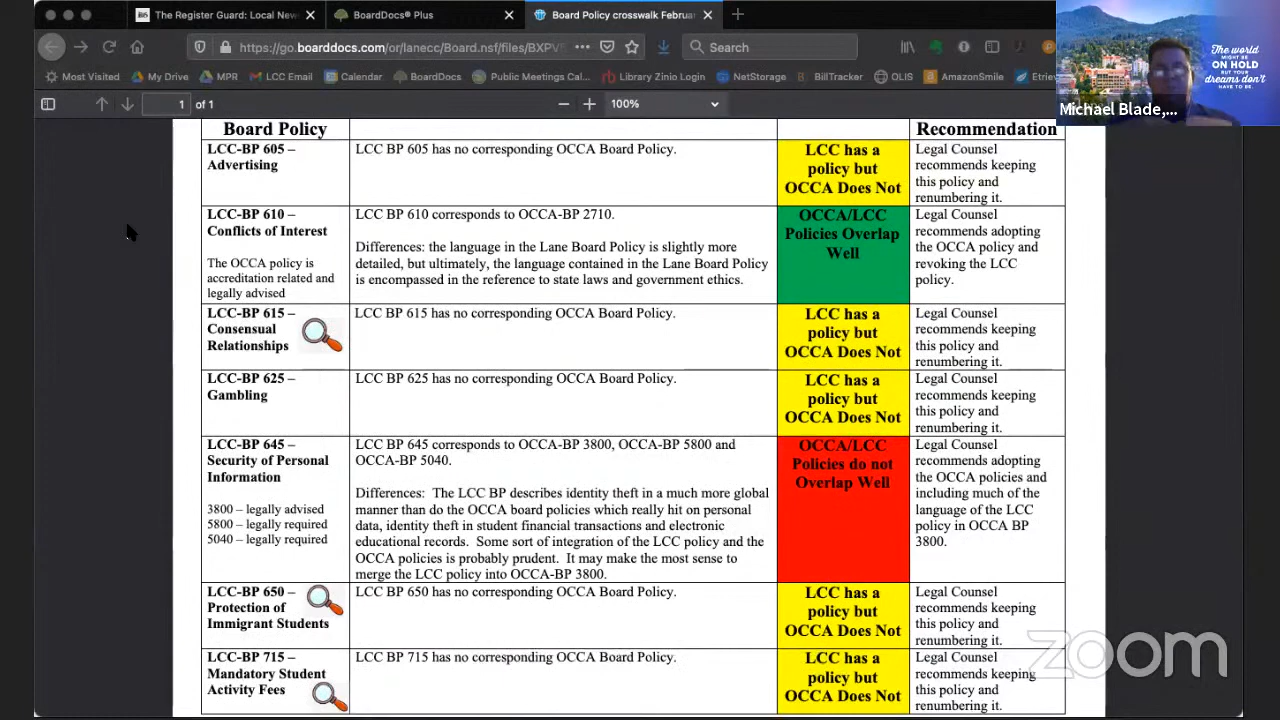 The Register Guard: Local New
BoardDocs® Plus
Board Policy crosswalk Februa
https://go.boarddocs.com/or/lanecc/Board.nsf/files/BXPV
Search
Most Visited
My Drive
MPR
LCC Email
Calendar
BoardDocs
Public Meetings Cal...
Library Zinio Login
NetStorage
BillTracker
OLIS
AmazonSmile
Etrie
The world
MIGHT BE
ON HOLD
BUT YOUR
dreams don't
HAVE TO BE.
Michael Blade,...
1 of 1
100%
Board Policy
Recommendation
LCC-BP 605 –
Advertising
LCC BP 605 has no corresponding OCCA Board Policy.
LCC has a
policy but
OCCA Does Not
Legal Counsel
recommends keeping
this policy and
renumbering it.
LCC-BP 610 –
Conflicts of Interest
The OCCA policy is
accreditation related and
legally advised
LCC BP 610 corresponds to OCCA-BP 2710.
Differences: the language in the Lane Board Policy is slightly more
detailed, but ultimately, the language contained in the Lane Board Policy
is encompassed in the reference to state laws and government ethics.
OCCA/LCC
Policies Overlap
Well
Legal Counsel
recommends adopting
the OCCA policy and
revoking the LCC
policy.
LCC-BP 615 –
Consensual
Relationships
LCC BP 615 has no corresponding OCCA Board Policy.
LCC has a
policy but
OCCA Does Not
Legal Counsel
recommends keeping
this policy and
renumbering it.
LCC-BP 625 –
Gambling
LCC BP 625 has no corresponding OCCA Board Policy.
LCC has a
policy but
OCCA Does Not
Legal Counsel
recommends keeping
this policy and
renumbering it.
LCC-BP 645 –
Security of Personal
Information
3800 – legally advised
5800 – legally required
5040 – legally required
LCC BP 645 corresponds to OCCA-BP 3800, OCCA-BP 5800 and
OCCA-BP 5040.
Differences: The LCC BP describes identity theft in a much more global
manner than do the OCCA board policies which really hit on personal
data, identity theft in student financial transactions and electronic
educational records. Some sort of integration of the LCC policy and the
OCCA policies is probably prudent. It may make the most sense to
merge the LCC policy into OCCA-BP 3800.
OCCA/LCC
Policies do not
Overlap Well
Legal Counsel
recommends adopting
the OCCA policies and
including much of the
language of the LCC
policy in OCCA BP
3800.
LCC-BP 650 –
Protection of
Immigrant Students
LCC BP 650 has no corresponding OCCA Board Policy.
LCC has a
policy but
OCCA Does Not
Legal Counsel
recommends keeping
this policy and
renumbering it.
LCC-BP 715 –
Mandatory Student
Activity Fees
LCC BP 715 has no corresponding OCCA Board Policy.
LCC has a
policy but
OCCA Does Not
Legal Counsel
recommends keeping
this policy and
renumbering it.
zoom